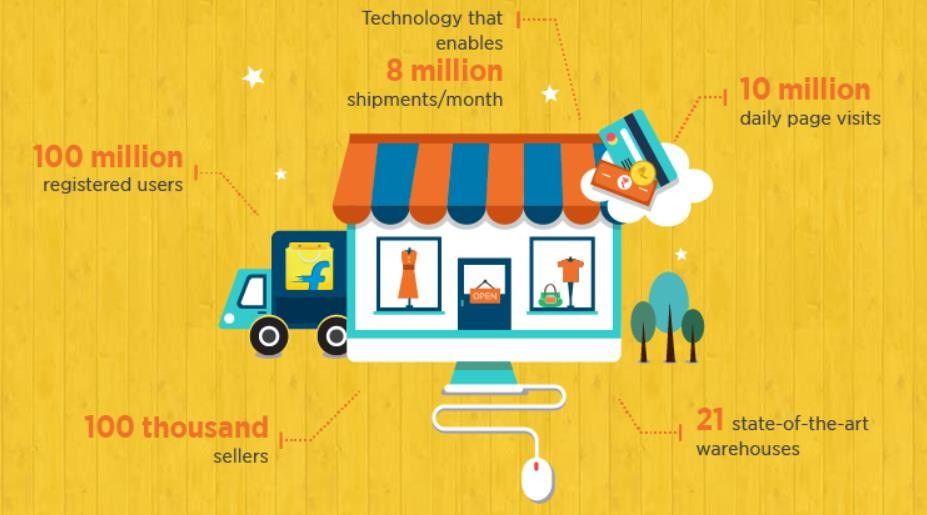 Technology that
enables
8 million
shipments/month
10 million
daily page visits
100 million
registered users
OPEN
100 thousand
sellers
21 state-of-the-art
warehouses